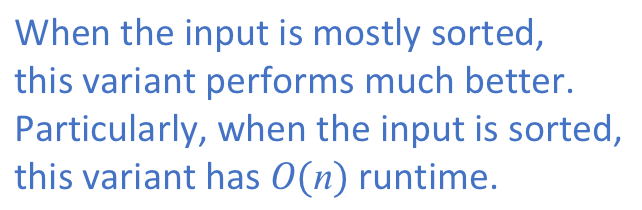 When the input is mostly sorted,
this variant performs much better.
Particularly, when the input is sorted,
this variant has O(n) runtime.